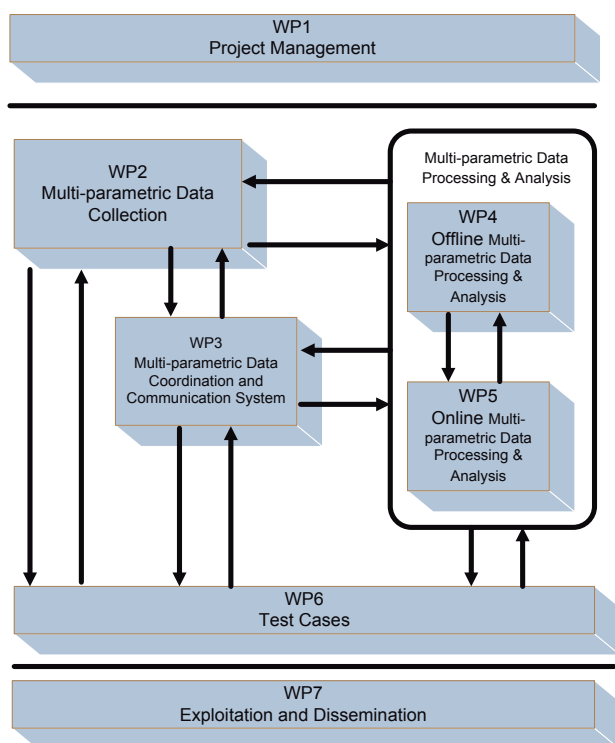 WP1
Project Management
WP2
Multi-parametric Data
Collection
Multi-parametric Data
Processing & Analysis
WP4
Offline Multi-
parametric Data
Processing &
Analysis
WP3
Multi-parametric Data
Coordination and
Communication System
WP5
Online Multi-
parametric Data
Processing &
Analysis
WP6
Test Cases
WP7
Exploitation and Dissemination